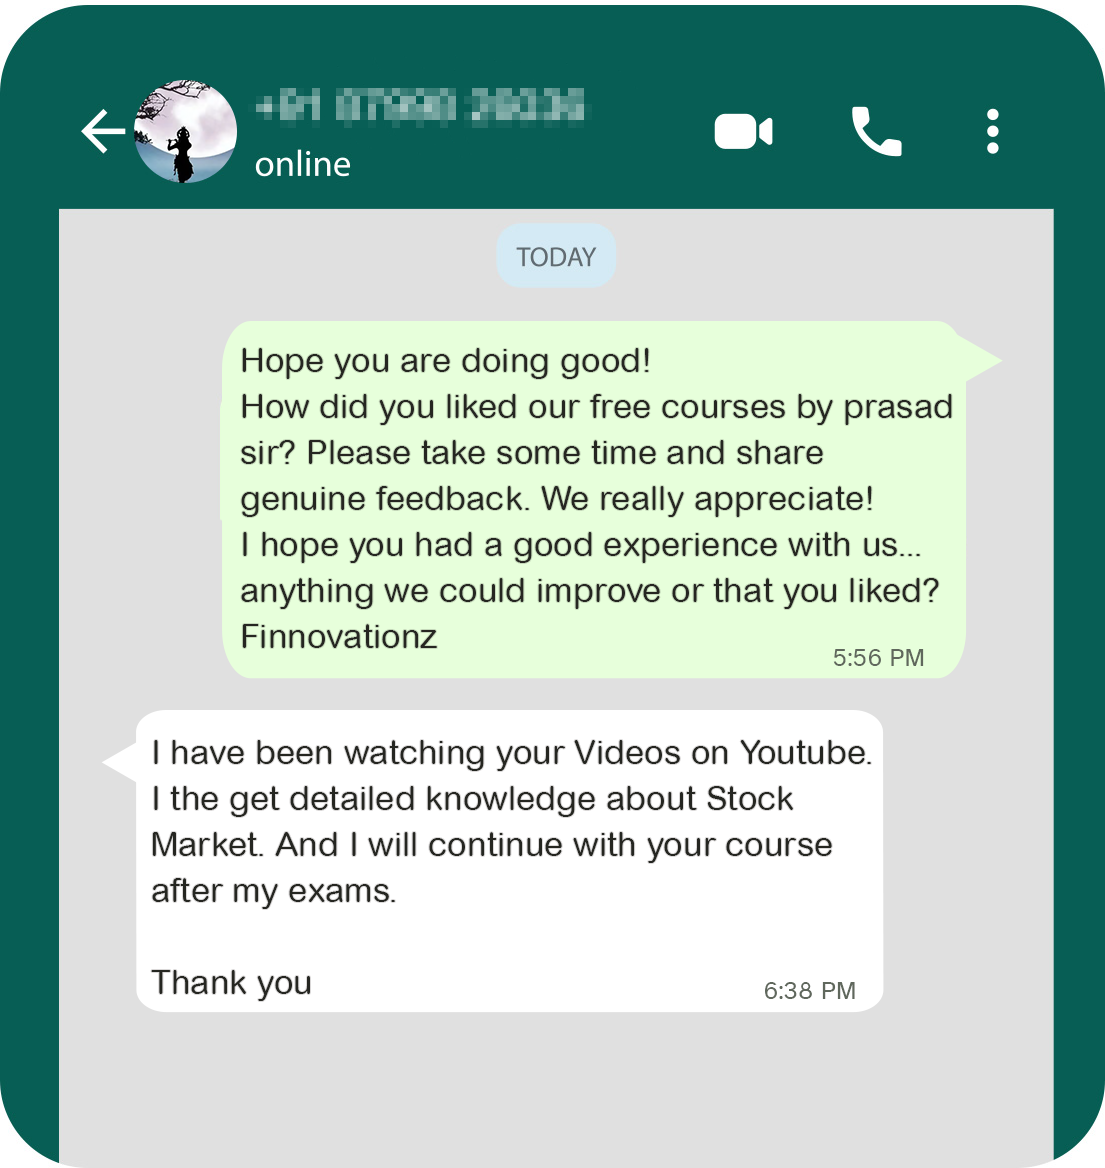 online
TODAY
Hope you are doing good!
How did you liked our free courses by prasad
sir? Please take some time and share
genuine feedback. We really appreciate!
I hope you had a good experience with us...
anything we could improve or that you liked?
Finnovationz
5:56 PM
I have been watching your Videos on Youtube.
I the get detailed knowledge about Stock
Market. And I will continue with your course
after my exams.
Thank you
6:38 PM